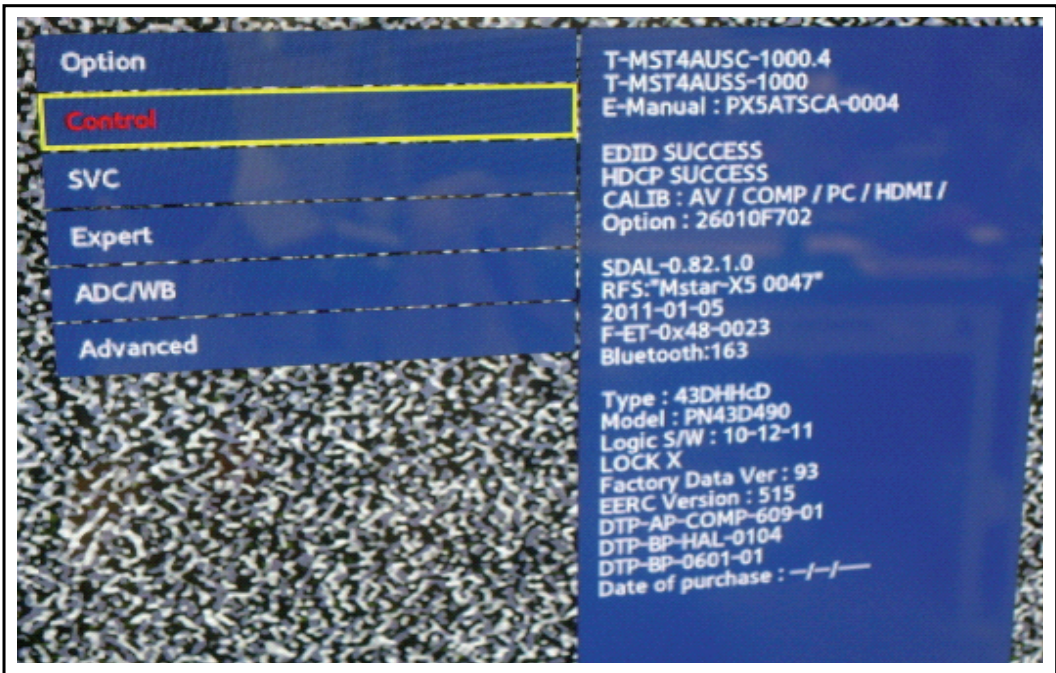 Option
Control
SVC
Expert
ADC/WB
Advanced
T-MST4AUSC-1000.4
T-MST4AUSS-1000
E-Manual : PX5ATSCA-0004
EDID SUCCESS
HDCP SUCCESS
CALIB : AV / COMP / PC / HDMI /
Option : 26010F702
SDAL-0.82.1.0
RFS:"Mstar-X5 0047"
2011-01-05
F-ET-0x48-0023
Bluetooth:163
Type : 43DHHcD
Model : PN43D490
Logic S/W : 10-12-11
LOCK X
Factory Data Ver : 93
EERC Version : 515
DTP-AP-COMP-609-01
DTP-BP-HAL-0104
DTP-BP-0601-01
Date of purchase : --/--/----